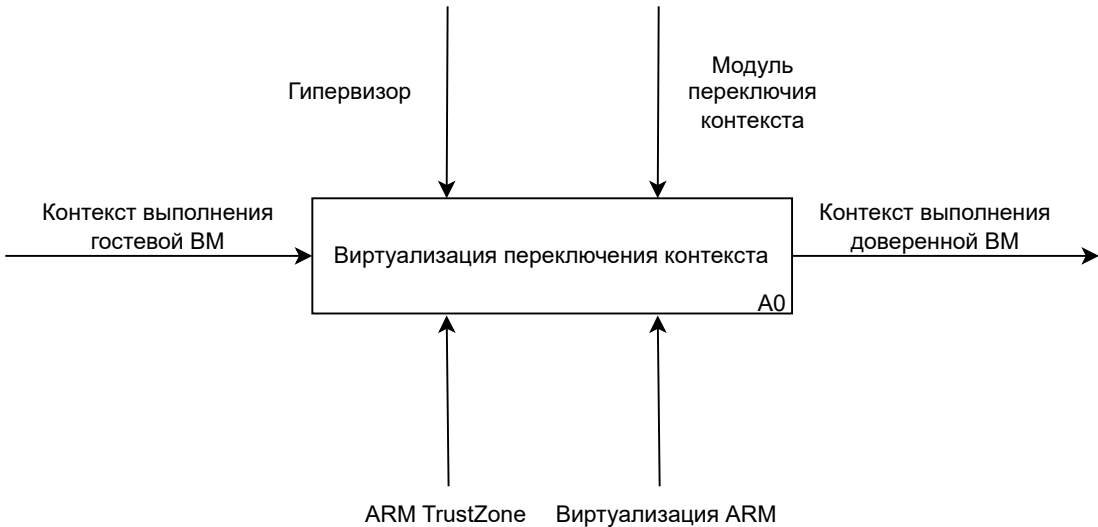 Гипервизор
Модуль
переключия
контекста
Контекст выполнения
гостевой ВМ
Виртуализация переключения контекста
A0
Контекст выполнения
доверенной ВМ
ARM TrustZone
Виртуализация ARM